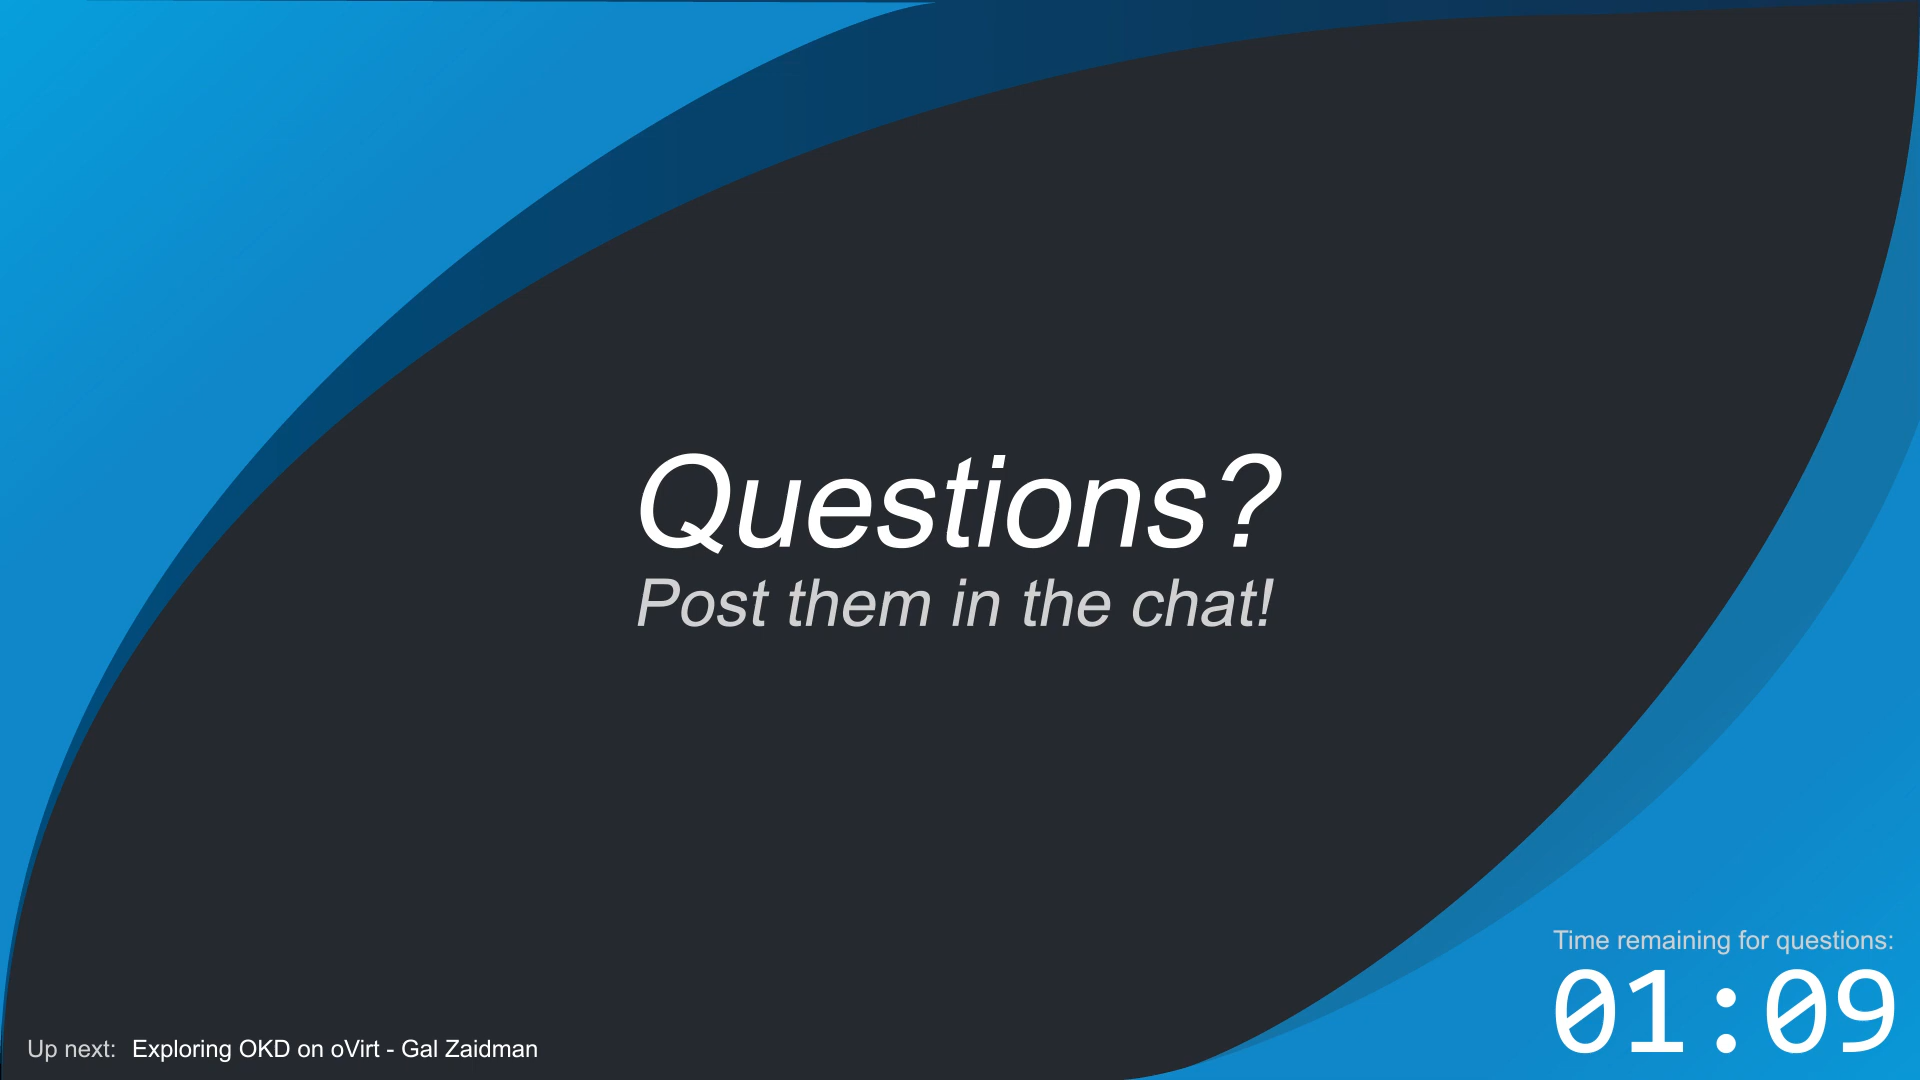 Questions?
Post them in the chat!
Time remaining for questions:
01:09
Up next: Exploring OKD on oVirt - Gal Zaidman